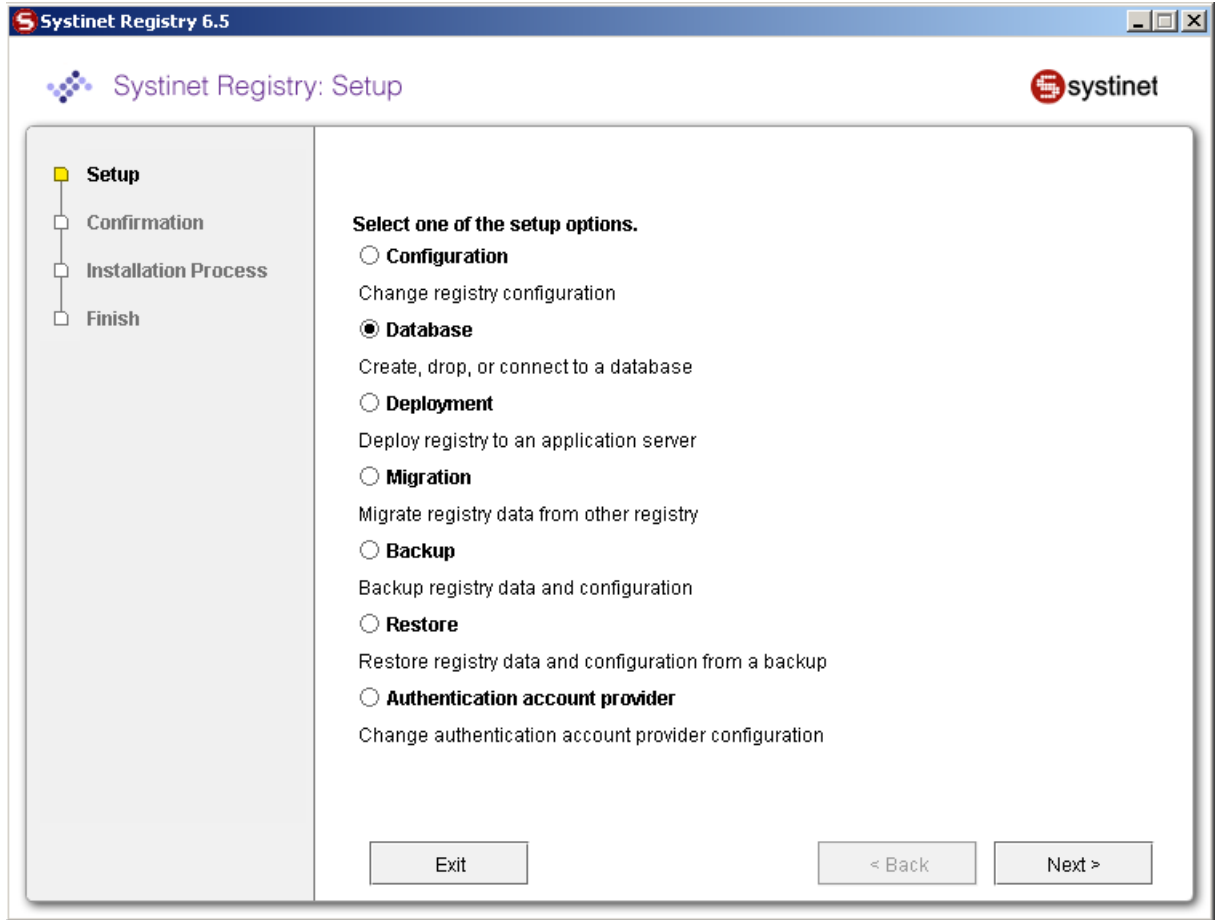 Systinet Registry 6.5
Systinet Registry: Setup
systinet
Setup
Confirmation
Installation Process
Finish
Select one of the setup options.
Configuration
Change registry configuration
Database
Create, drop, or connect to a database
Deployment
Deploy registry to an application server
Migration
Migrate registry data from other registry
Backup
Backup registry data and configuration
Restore
Restore registry data and configuration from a backup
Authentication account provider
Change authentication account provider configuration
Exit
< Back
Next >